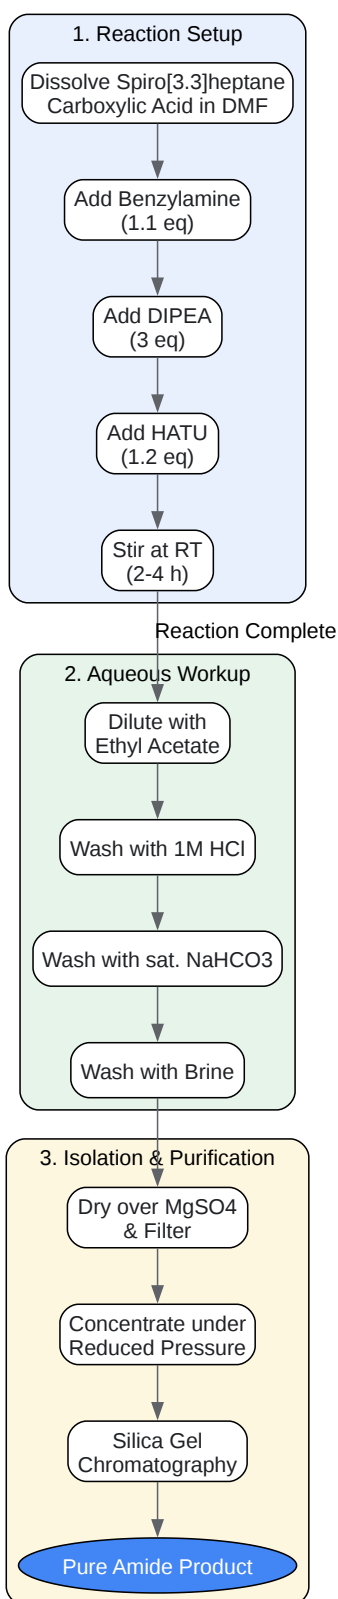 1. Reaction Setup
Dissolve Spiro[3.3]heptane
Carboxylic Acid in DMF
Add Benzylamine
(1.1 eq)
Add DIPEA
(3 eq)
Add HATU
(1.2 eq)
Stir at RT
(2-4 h)
Reaction Complete
2. Aqueous Workup
Dilute with
Ethyl Acetate
Wash with 1M HCl
Wash with sat. NaHCO3
Wash with Brine
3. Isolation & Purification
Dry over MgSO4
& Filter
Concentrate under
Reduced Pressure
Silica Gel
Chromatography
Pure Amide Product